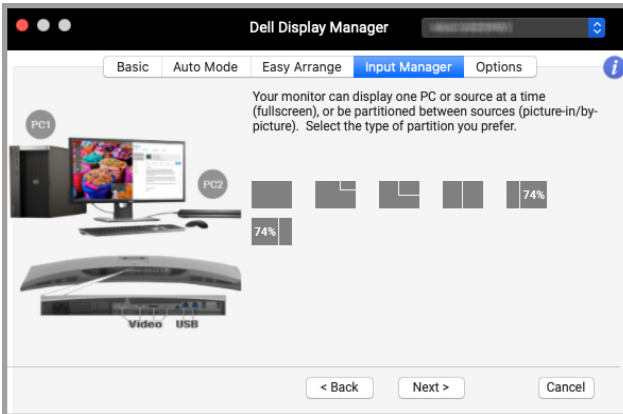 Dell Display Manager
Basic
Auto Mode
Easy Arrange
Input Manager
Options
i
Your monitor can display one PC or source at a time
(fullscreen), or be partitioned between sources (picture-in/by-
picture). Select the type of partition you prefer.
PC1
PC2
74%
74%
Video
USB
< Back
Next >
Cancel